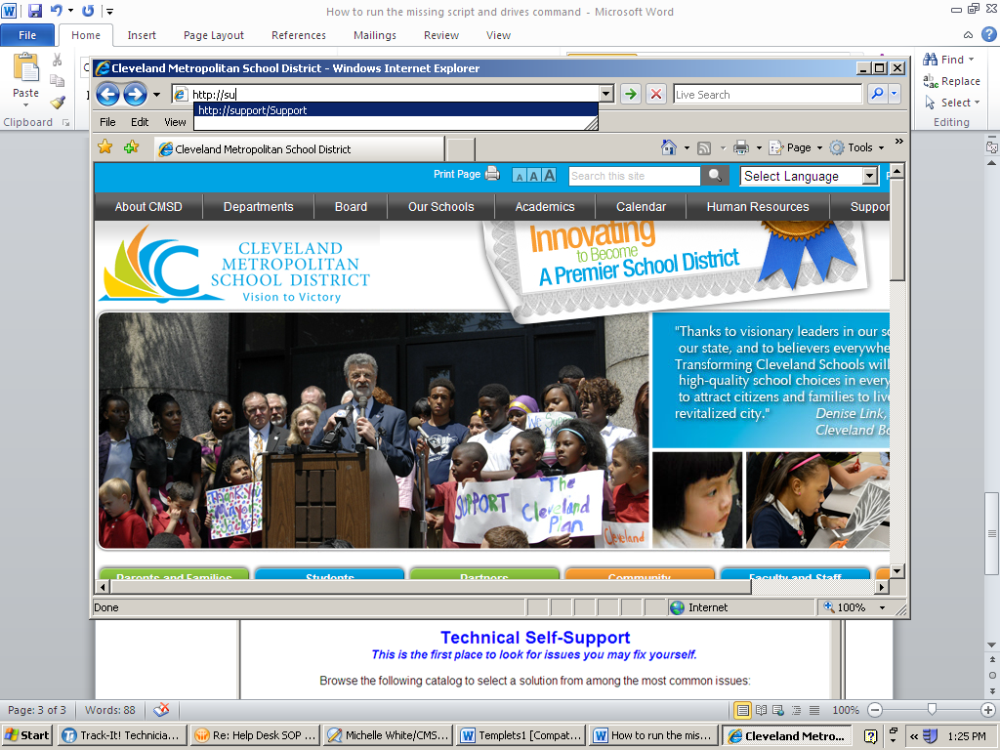 How to run the missing script and drives command - Microsoft Word
File Home Insert Page Layout References Mailings Review View
Paste
Clipboard
Find
Replace
Select
Editing
Cleveland Metropolitan School District - Windows Internet Explorer
http://su
Live Search
http://support/Support
File Edit View
Cleveland Metropolitan School District
Page Tools
Print Page A A A Search this site Select Language
About CMSD Departments Board Our Schools Academics Calendar Human Resources Suppor
CLEVELAND
METROPOLITAN
SCHOOL DISTRICT
Vision to Victory
Innovating
to Become
A Premier School District
"Thanks to visionary leaders in our sc
our state, and to believers everywhe
Transforming Cleveland Schools will
high-quality school choices in every
to attract citizens and families to live
revitalized city."
Denise Link,
Cleveland Bo
Thank you
Mayor
Jackson
SUPPORT The
Cleveland
Plan
Cleveland
Parents and Families Students Partners Community Faculty and Staff
Done Internet 100%
Technical Self-Support
This is the first place to look for issues you may fix yourself.
Browse the following catalog to select a solution from among the most common issues:
Page: 3 of 3 Words: 88 100%
Start Track-It! Technicia... Re: Help Desk SOP ... Michelle White/CMS... Templets1 [Compat... How to run the mis... Cleveland Metro... 1:25 PM